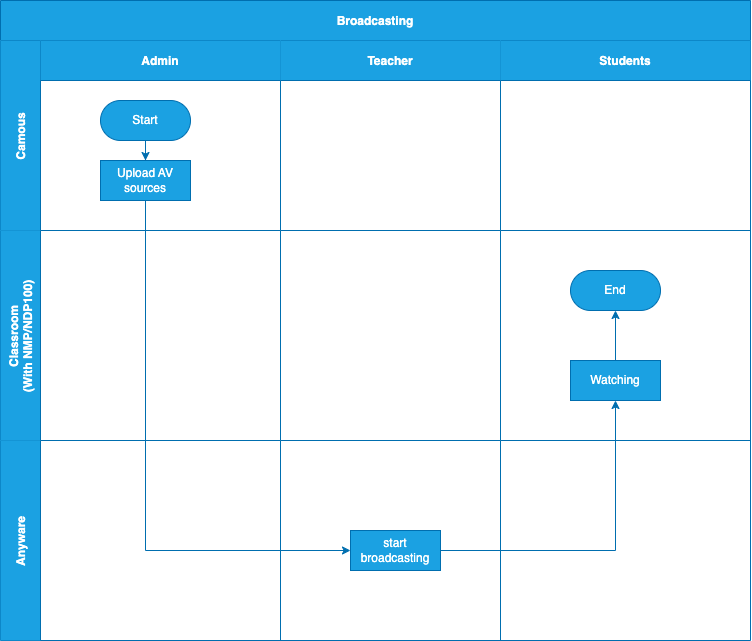 Broadcasting
Admin
Teacher
Students
Camous
Start
Upload AV
sources
Classroom
(With NMP/NDP100)
End
Watching
Anyware
start
broadcasting